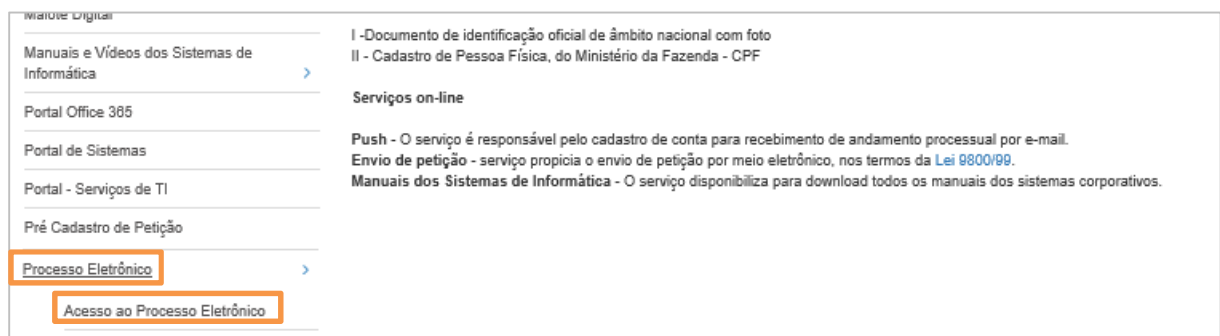 Malote Digital
Manuais e Vídeos dos Sistemas de
Informática
Portal Office 365
Portal de Sistemas
Portal - Serviços de TI
Pré Cadastro de Petição
Processo Eletrônico
Acesso ao Processo Eletrônico
I -Documento de identificação oficial de âmbito nacional com foto
II - Cadastro de Pessoa Física, do Ministério da Fazenda - CPF
Serviços on-line
Push - O serviço é responsável pelo cadastro de conta para recebimento de andamento processual por e-mail.
Envio de petição - serviço propicia o envio de petição por meio eletrônico, nos termos da Lei 9800/99.
Manuais dos Sistemas de Informática - O serviço disponibiliza para download todos os manuais dos sistemas corporativos.